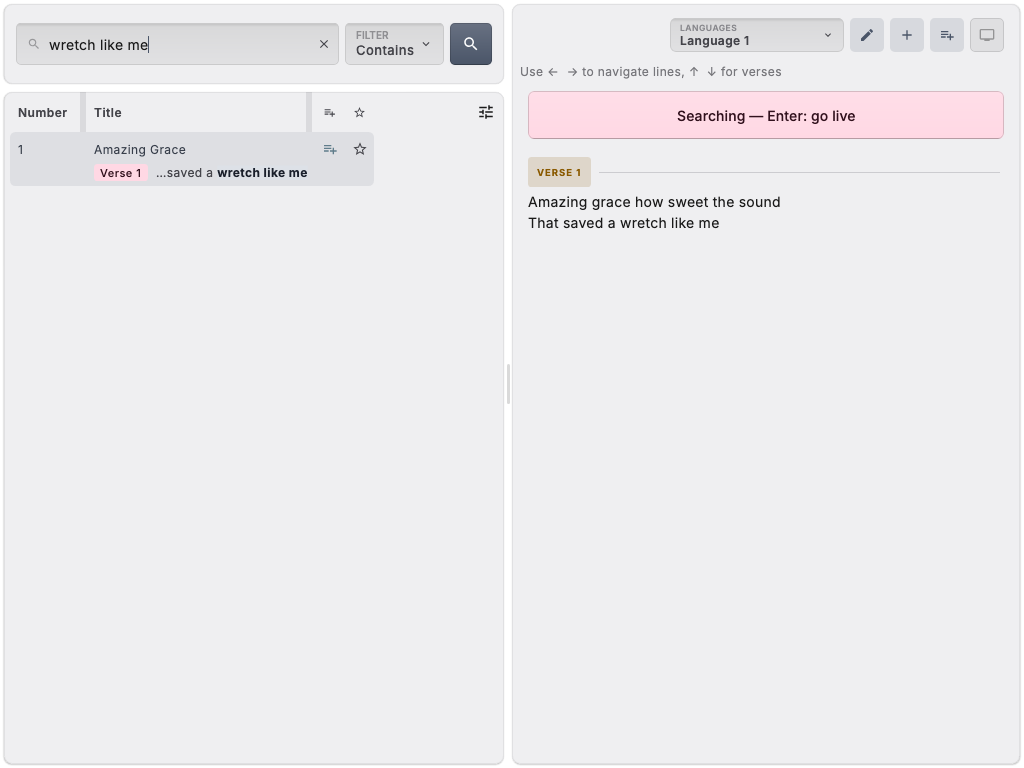 wretch like me
FILTER
Contains
Number Title
1 Amazing Grace
Verse 1 ...saved a wretch like me
LANGUAGES
Language 1
Use ← → to navigate lines, ↑ ↓ for verses
Searching — Enter: go live
VERSE 1
Amazing grace how sweet the sound
That saved a wretch like me